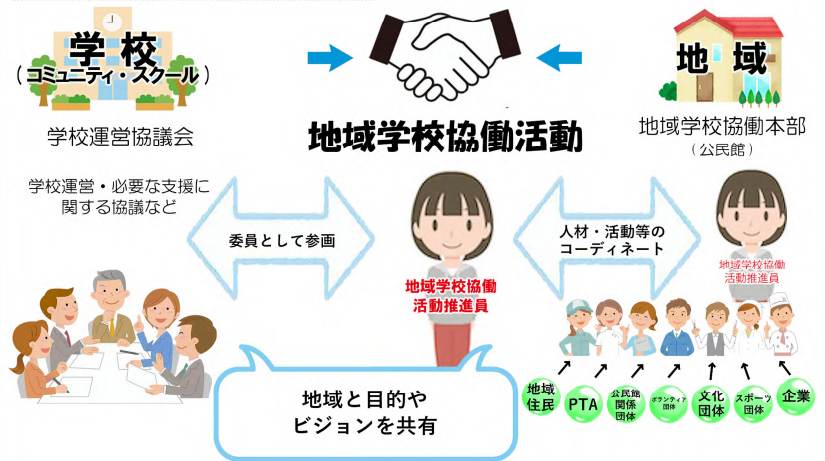 学校
(コミュニティ・スクール)
学校運営協議会
学校運営・必要な支援に
関する協議など
地域学校協働活動
地域
地域学校協働本部
(公民館)
委員として参画
人材・活動等の
コーディネート
地域学校協働
活動推進員
地域学校協働
活動推進員
地域と目的や
ビジョンを共有
地域
住民
PTA
公民館
関係
団体
ボランティア
団体
文化
団体
スポーツ
団体
企業